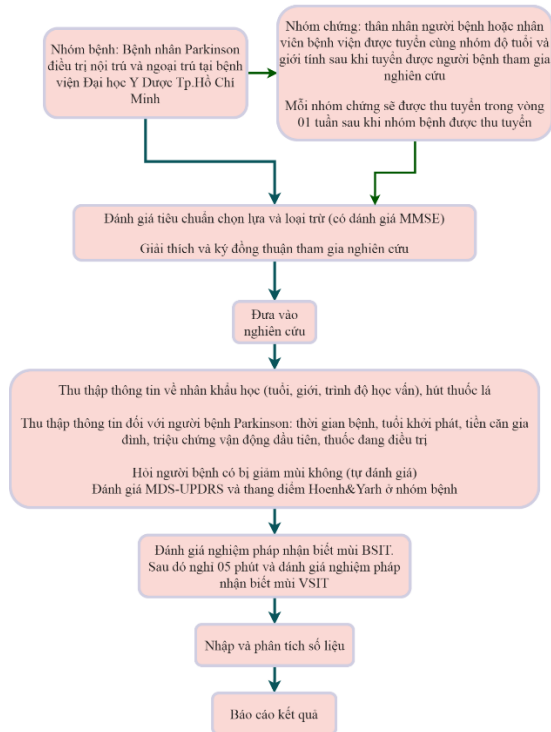 Nhóm bệnh: Bệnh nhân Parkinson
điều trị nội trú và ngoại trú tại bệnh
viện Đại học Y Dược Tp.Hồ Chí
Minh
Nhóm chứng: thân nhân người bệnh hoặc nhân
viên bệnh viện được tuyển cùng nhóm độ tuổi và
giới tính sau khi tuyển được người bệnh tham gia
nghiên cứu
Mỗi nhóm chứng sẽ được thu tuyển trong vòng
01 tuần sau khi nhóm bệnh được thu tuyển
Đánh giá tiêu chuẩn chọn lựa và loại trừ (có đánh giá MMSE)
Giải thích và ký đồng thuận tham gia nghiên cứu
Đưa vào
nghiên cứu
Thu thập thông tin về nhân khẩu học (tuổi, giới, trình độ học vấn), hút thuốc lá
Thu thập thông tin đối với người bệnh Parkinson: thời gian bệnh, tuổi khởi phát, tiền căn gia
đình, triệu chứng vận động đầu tiên, thuốc đang điều trị
Hỏi người bệnh có bị giảm mùi không (tự đánh giá)
Đánh giá MDS-UPDRS và thang điểm Hoenh&Yarh ở nhóm bệnh
Đánh giá nghiệm pháp nhận biết mùi BSIT.
Sau đó nghỉ 05 phút và đánh giá nghiệm pháp
nhận biết mùi VSIT
Nhập và phân tích số liệu
Báo cáo kết quả